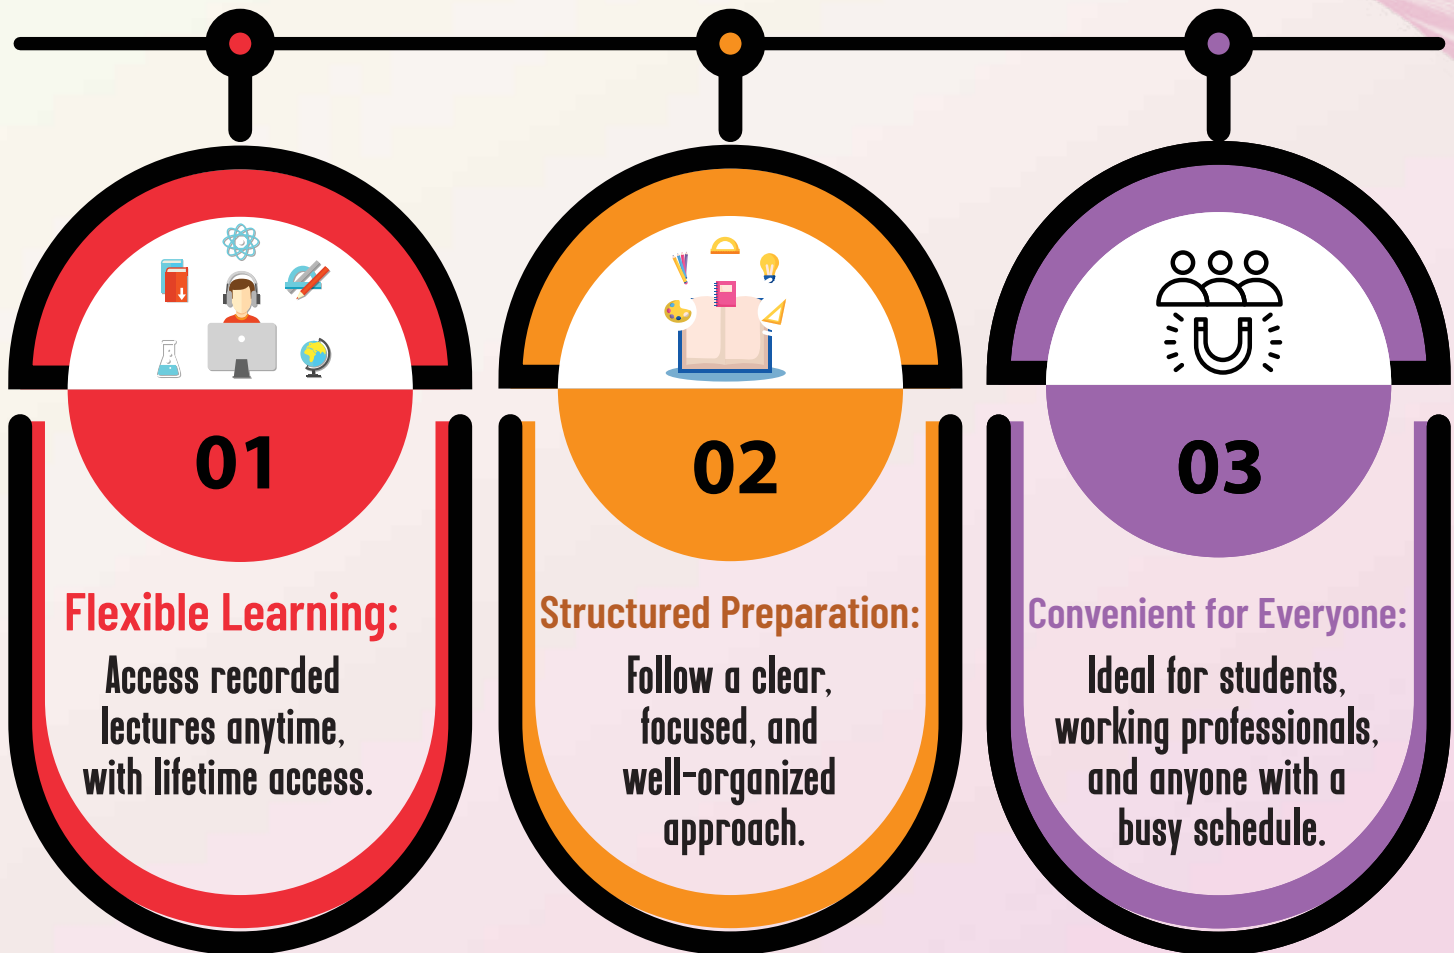 01
Flexible Learning:
Access recorded
lectures anytime,
with lifetime access.
02
Structured Preparation:
Follow a clear,
focused, and
well-organized
approach.
03
Convenient for Everyone:
Ideal for students,
working professionals,
and anyone with a
busy schedule.